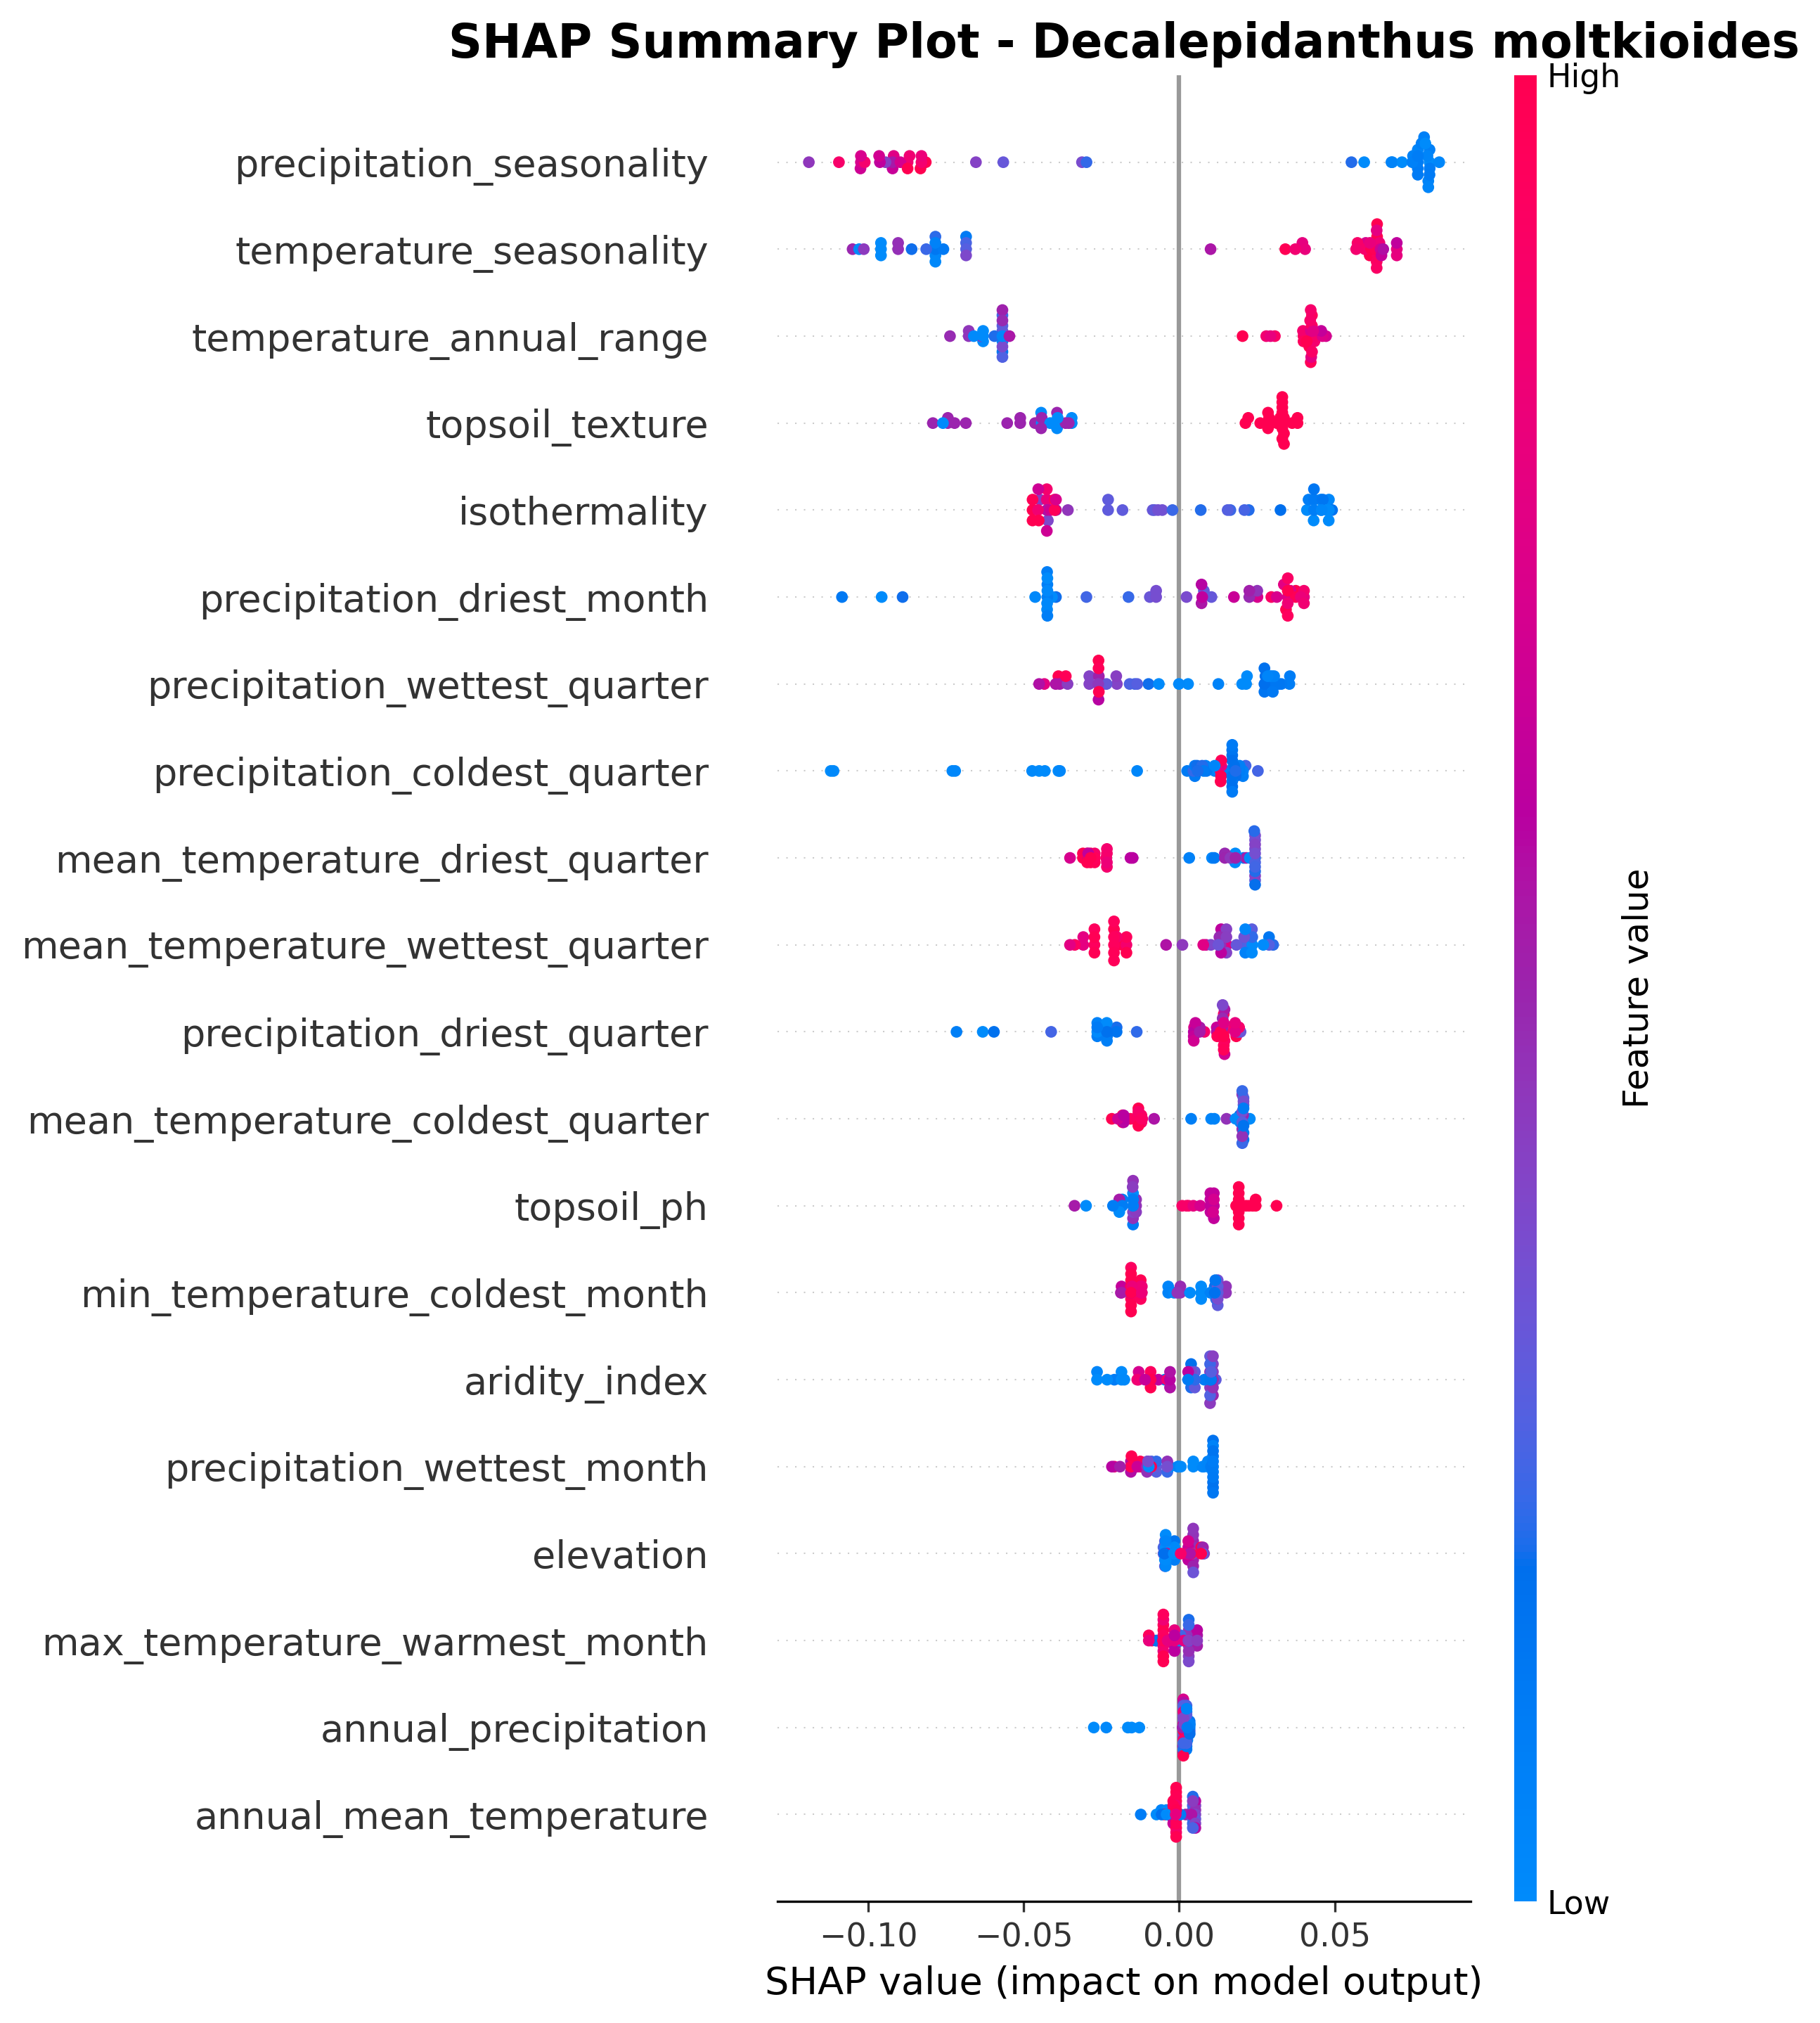 SHAP Summary Plot - Decalepidanthus moltkioides
High
precipitation_seasonality
temperature_seasonality
temperature_annual_range
topsoil_texture
isothermality
precipitation_driest_month
precipitation_wettest_quarter
precipitation_coldest_quarter
mean_temperature_driest_quarter
mean_temperature_wettest_quarter
precipitation_driest_quarter
mean_temperature_coldest_quarter
topsoil_ph
min_temperature_coldest_month
aridity_index
precipitation_wettest_month
elevation
max_temperature_warmest_month
annual_precipitation
annual_mean_temperature
Feature value
Low
−0.10 −0.05 0.00 0.05
SHAP value (impact on model output)